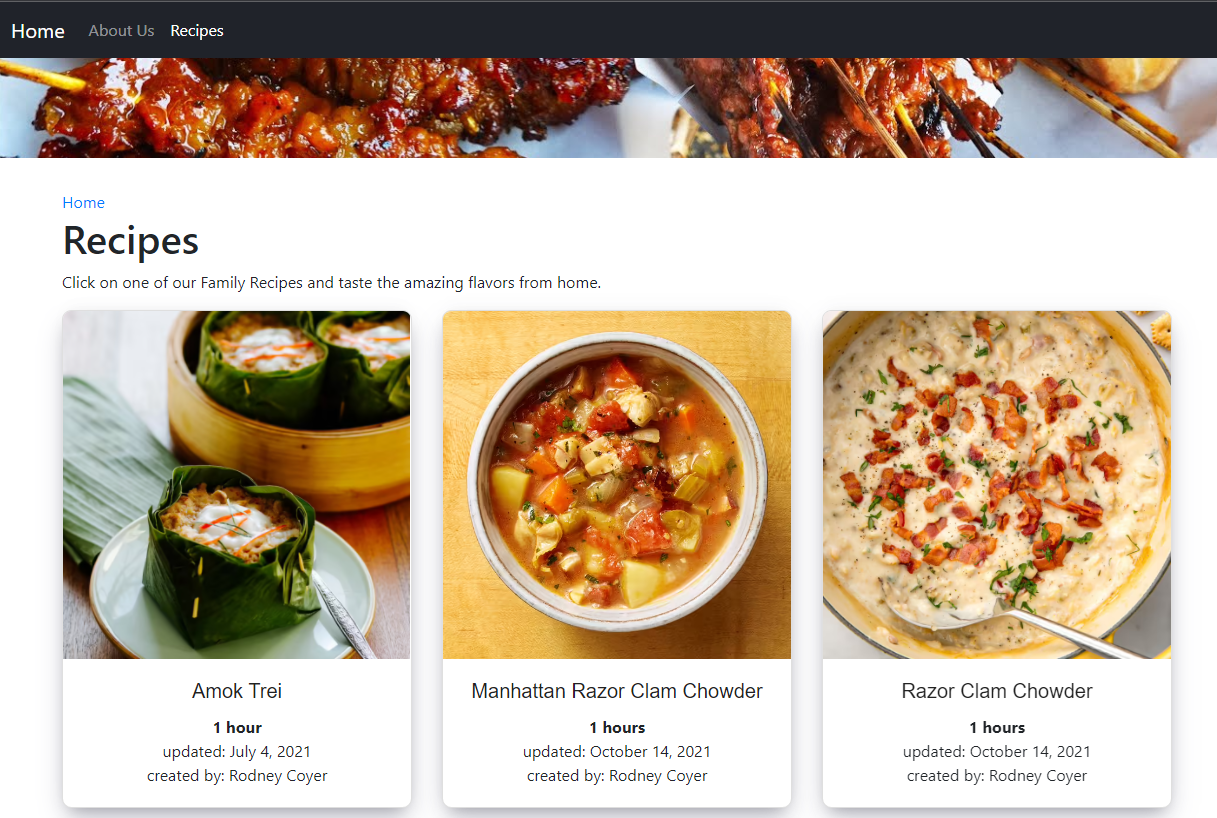 Home About Us Recipes
Home
Recipes
Click on one of our Family Recipes and taste the amazing flavors from home.
Amok Trei
1 hour
updated: July 4, 2021
created by: Rodney Coyer
Manhattan Razor Clam Chowder
1 hours
updated: October 14, 2021
created by: Rodney Coyer
Razor Clam Chowder
1 hours
updated: October 14, 2021
created by: Rodney Coyer